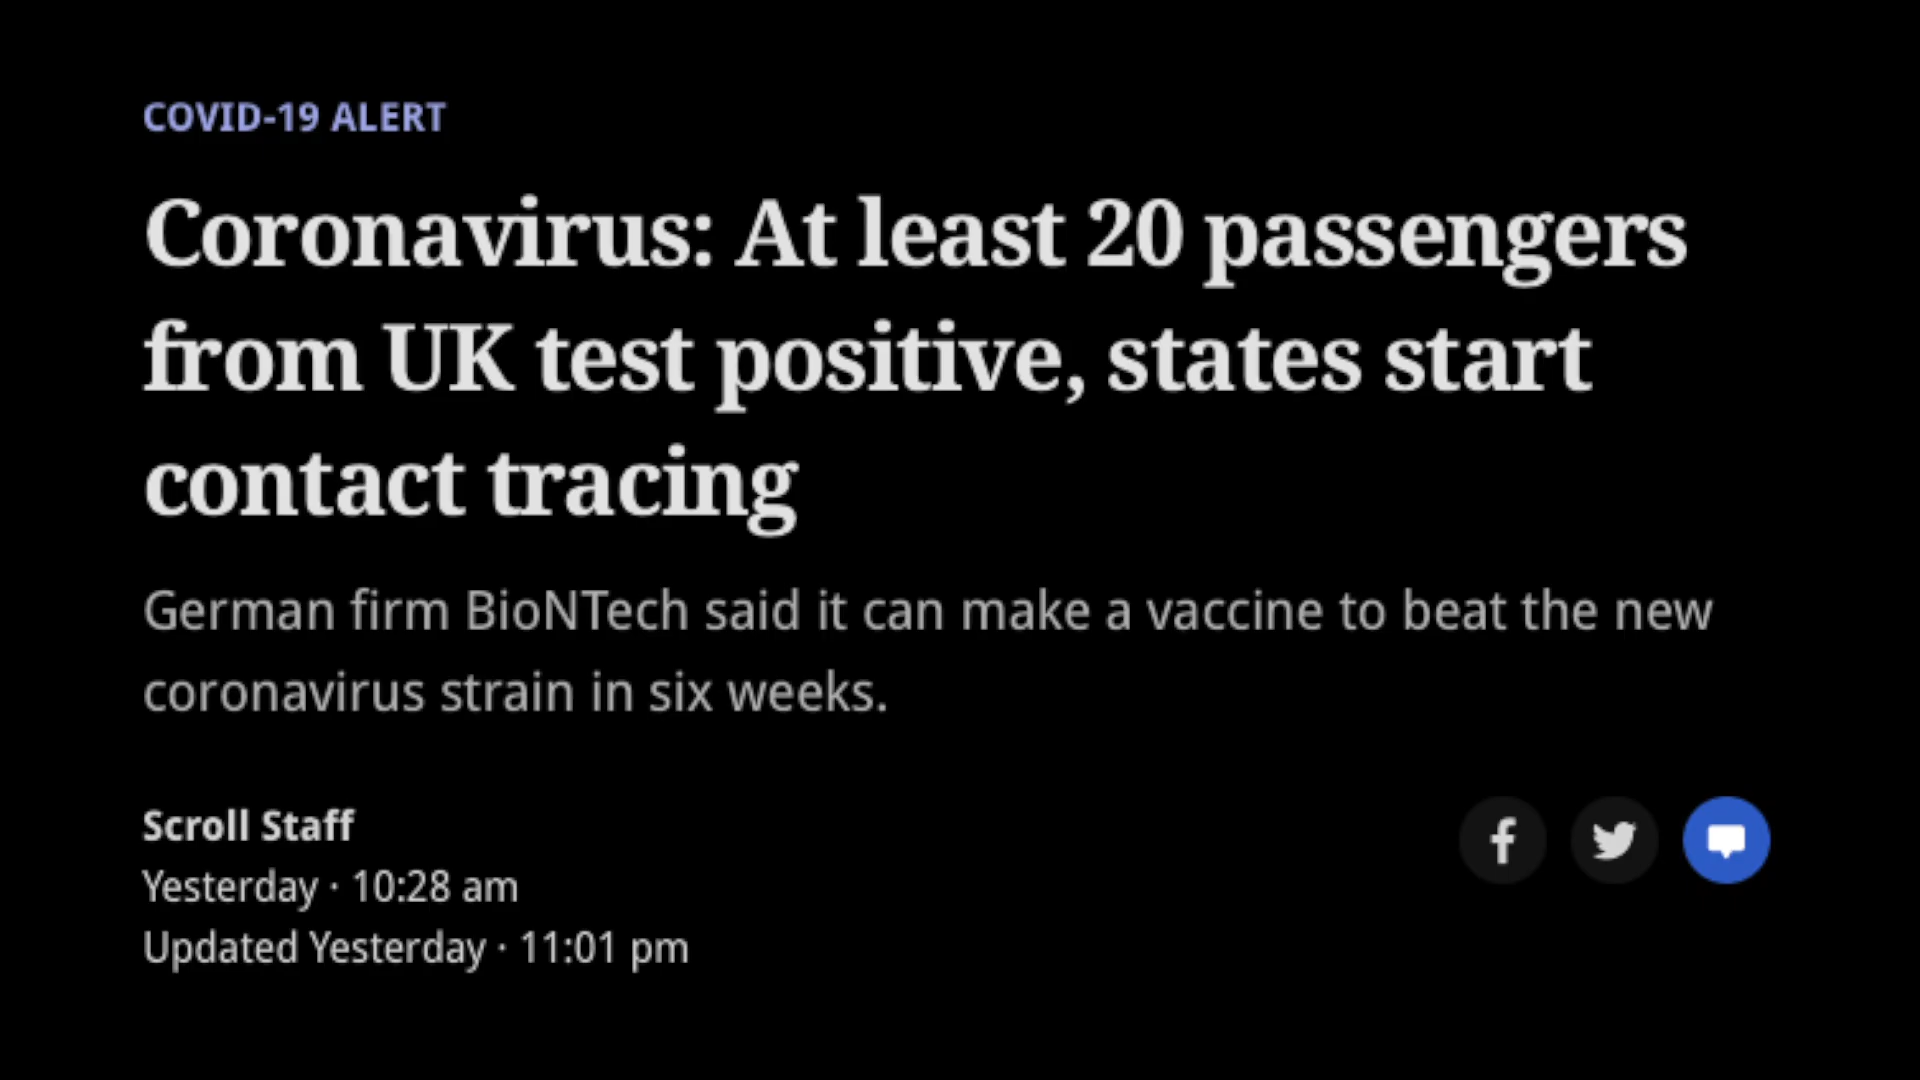 COVID-19 ALERT
Coronavirus: At least 20 passengers
from UK test positive, states start
contact tracing
German firm BioNTech said it can make a vaccine to beat the new
coronavirus strain in six weeks.
Scroll Staff
Yesterday · 10:28 am
Updated Yesterday · 11:01 pm